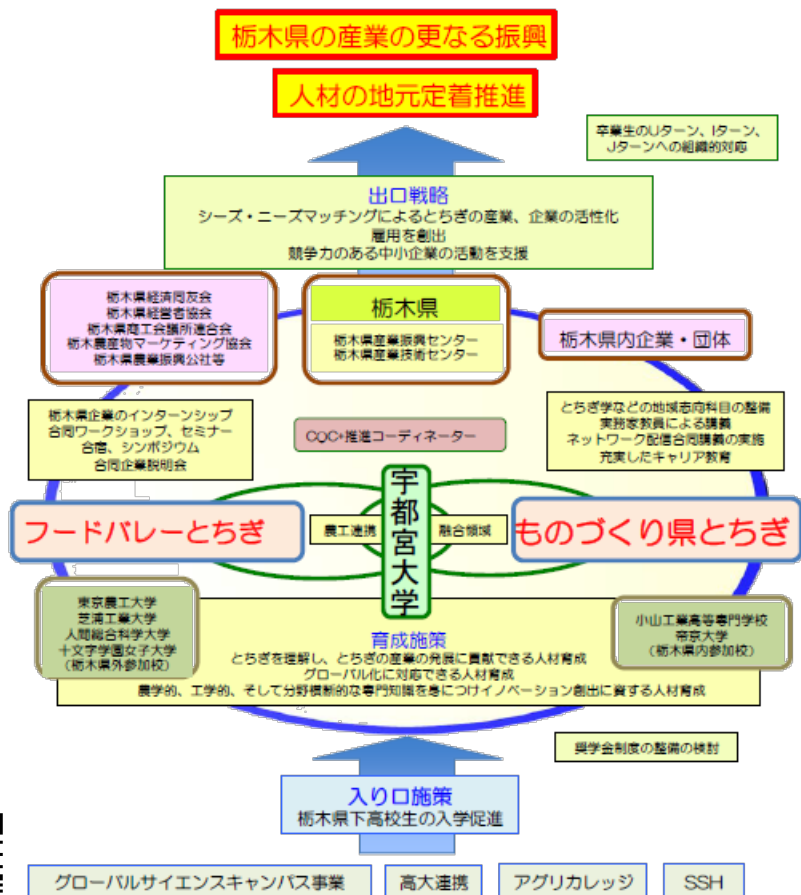 栃木県の産業の更なる振興
人材の地元定着推進
卒業生のUターン、Iターン、
Jターンへの組織的対応
出口戦略
シーズ・ニーズマッチングによるとちぎの産業、企業の活性化
雇用を創出
競争力のある中小企業の活動を支援
栃木県経済同友会
栃木県経営者協会
栃木県商工会議所連合会
栃木農産物マーケティング協会
栃木県農業振興公社等
栃木県
栃木県産業振興センター
栃木県産業技術センター
栃木県内企業・団体
栃木県企業のインターンシップ
合同ワークショップ、セミナー
合宿、シンポジウム
合同企業説明会
COC+推進コーディネーター
とちぎ学などの地域志向科目の整備
実務家教員による講義
ネットワーク配信合同講義の実施
充実したキャリア教育
フードバレーとちぎ
農工連携
宇都宮大学
融合領域
ものづくり県とちぎ
東京農工大学
芝浦工業大学
人間総合科学大学
十文字学園女子大学
(栃木県外参加校)
小山工業高等専門学校
帝京大学
(栃木県内参加校)
育成施策
とちぎを理解し、とちぎの産業の発展に貢献できる人材育成
グローバル化に対応できる人材育成
農学的、工学的、そして分野横断的な専門知識を身につけイノベーション創出に資する人材育成
奨学金制度の整備の検討
入り口施策
栃木県下高校生の入学促進
グローバルサイエンスキャンパス事業
高大連携
アグリカレッジ
SSH